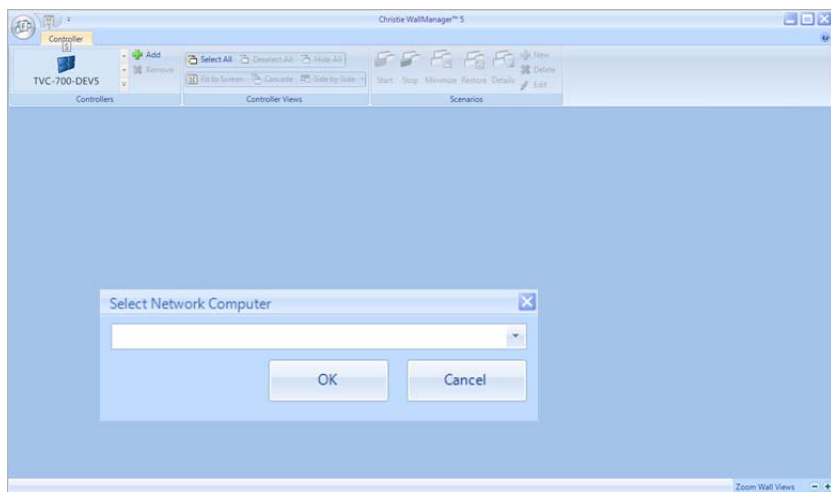 Christie WallManager™ 5
Controller
S
TVC-700-DEV5
Add
Remove
Controllers
Select All Deselect All Hide All
Fit to Screen Cascade Side by Side
Controller Views
Start Stop Minimize Restore Details
New
Delete
Edit
Scenarios
Select Network Computer
OK Cancel
Zoom Wall Views